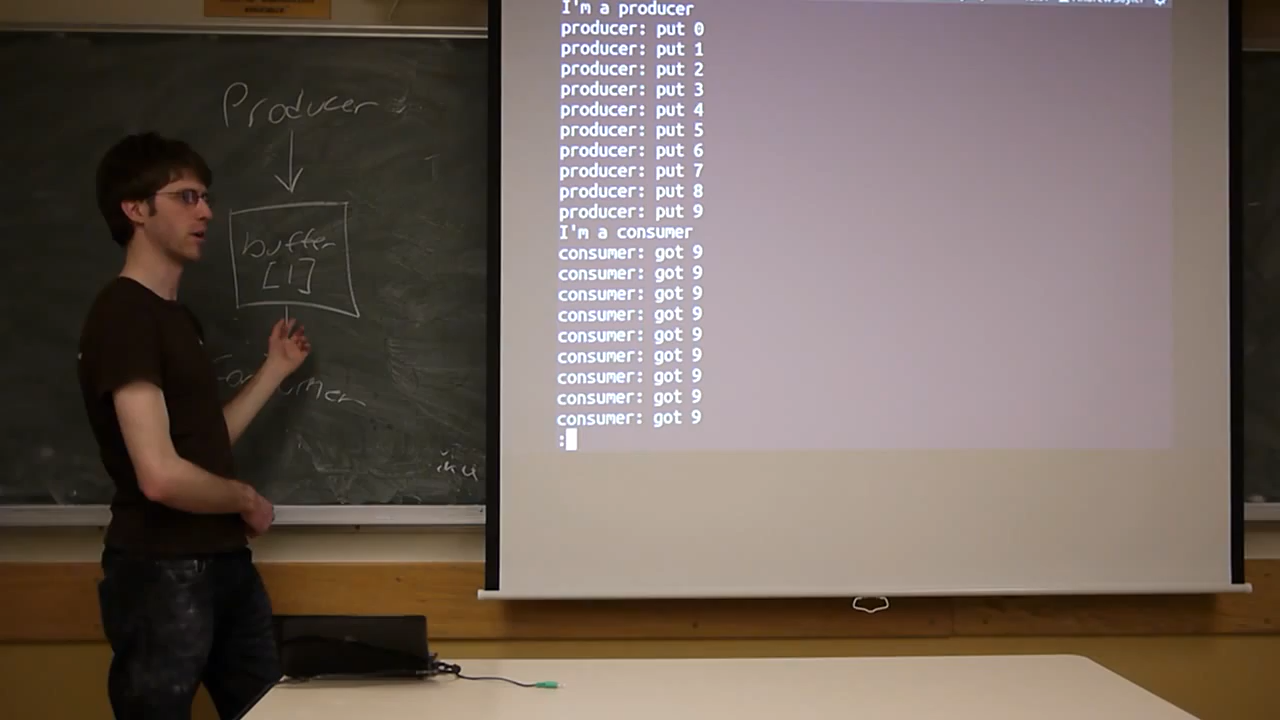 Producer
buffer
[1]
Consumer
I'm a producer
producer: put 0
producer: put 1
producer: put 2
producer: put 3
producer: put 4
producer: put 5
producer: put 6
producer: put 7
producer: put 8
producer: put 9
I'm a consumer
consumer: got 9
consumer: got 9
consumer: got 9
consumer: got 9
consumer: got 9
consumer: got 9
consumer: got 9
consumer: got 9
consumer: got 9
: